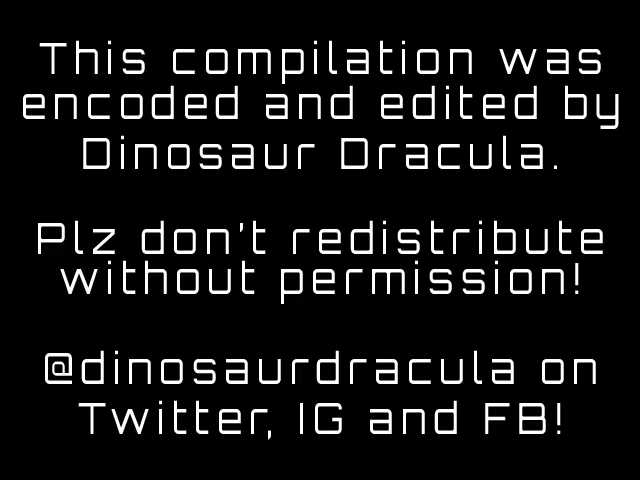 This compilation was
encoded and edited by
Dinosaur Dracula.
Plz don't redistribute
without permission!
@dinosaurdracula on
Twitter, IG and FB!